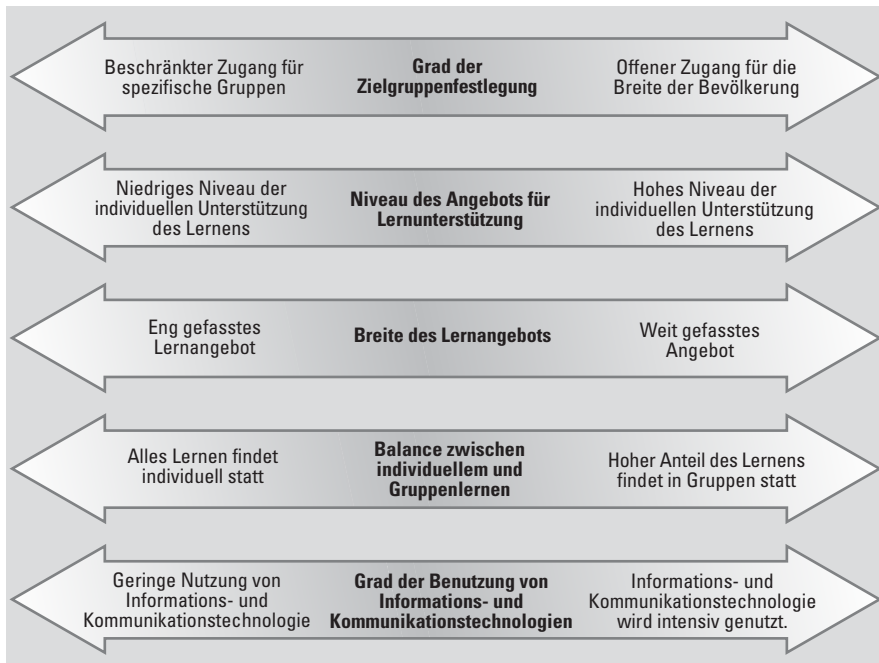 Beschränkter Zugang für
spezifische Gruppen
Grad der
Zielgruppenfestlegung
Offener Zugang für die
Breite der Bevölkerung
Niedriges Niveau der
individuellen Unterstützung
des Lernens
Niveau des Angebots für
Lernunterstützung
Hohes Niveau der
individuellen Unterstützung
des Lernens
Eng gefasstes
Lernangebot
Breite des Lernangebots
Weit gefasstes
Angebot
Alles Lernen findet
individuell statt
Balance zwischen
individuellem und
Gruppenlernen
Hoher Anteil des Lernens
findet in Gruppen statt
Geringe Nutzung von
Informations- und
Kommunikationstechnologie
Grad der Benutzung von
Informations- und
Kommunikationstechnologien
Informations- und
Kommunikationstechnologie
wird intensiv genutzt.